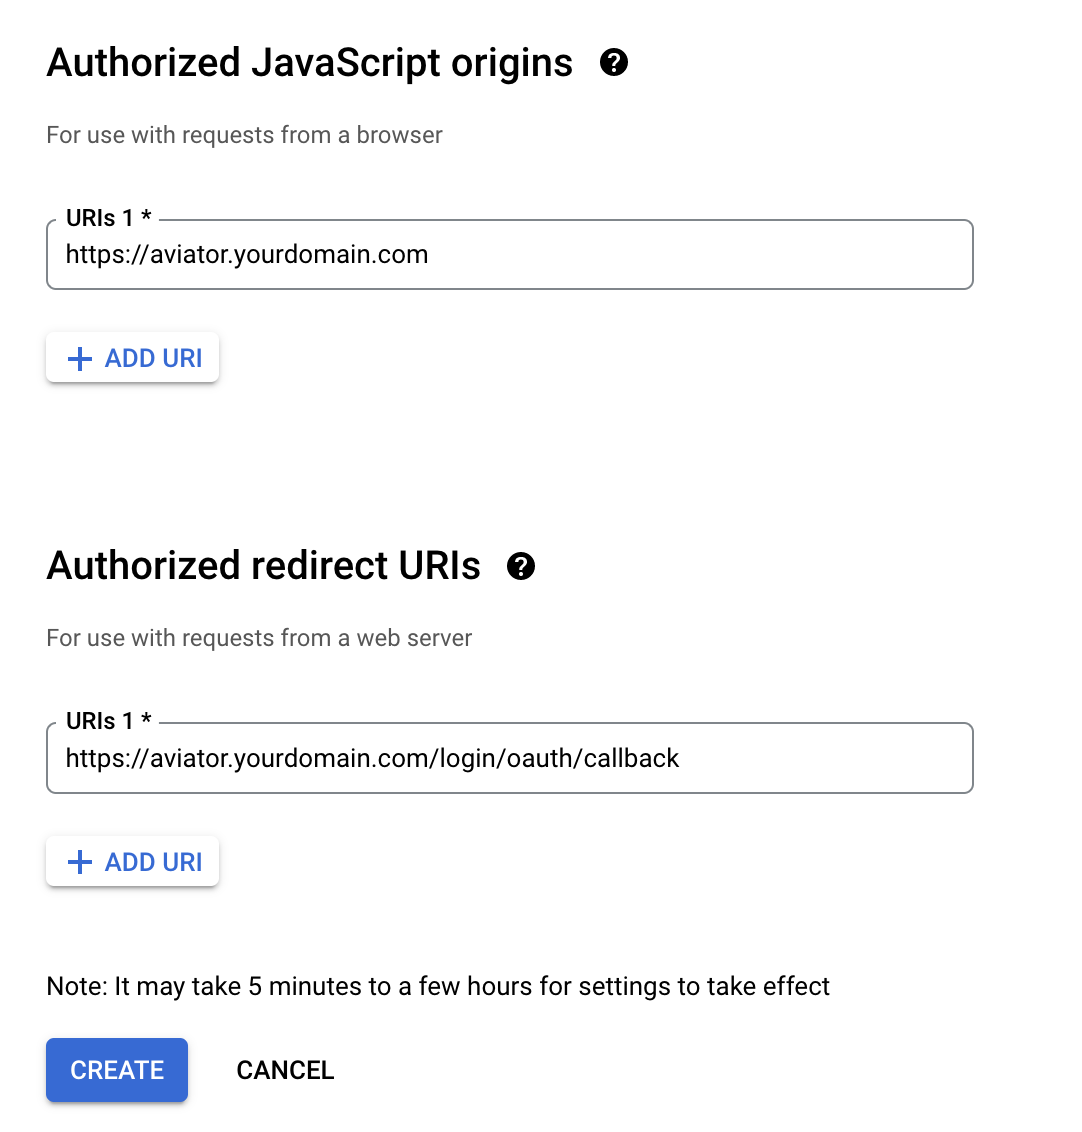 Authorized JavaScript origins
For use with requests from a browser
URIs 1 *
https://aviator.yourdomain.com
ADD URI
Authorized redirect URIs
For use with requests from a web server
URIs 1 *
https://aviator.yourdomain.com/login/oauth/callback
ADD URI
Note: It may take 5 minutes to a few hours for settings to take effect
CREATE CANCEL